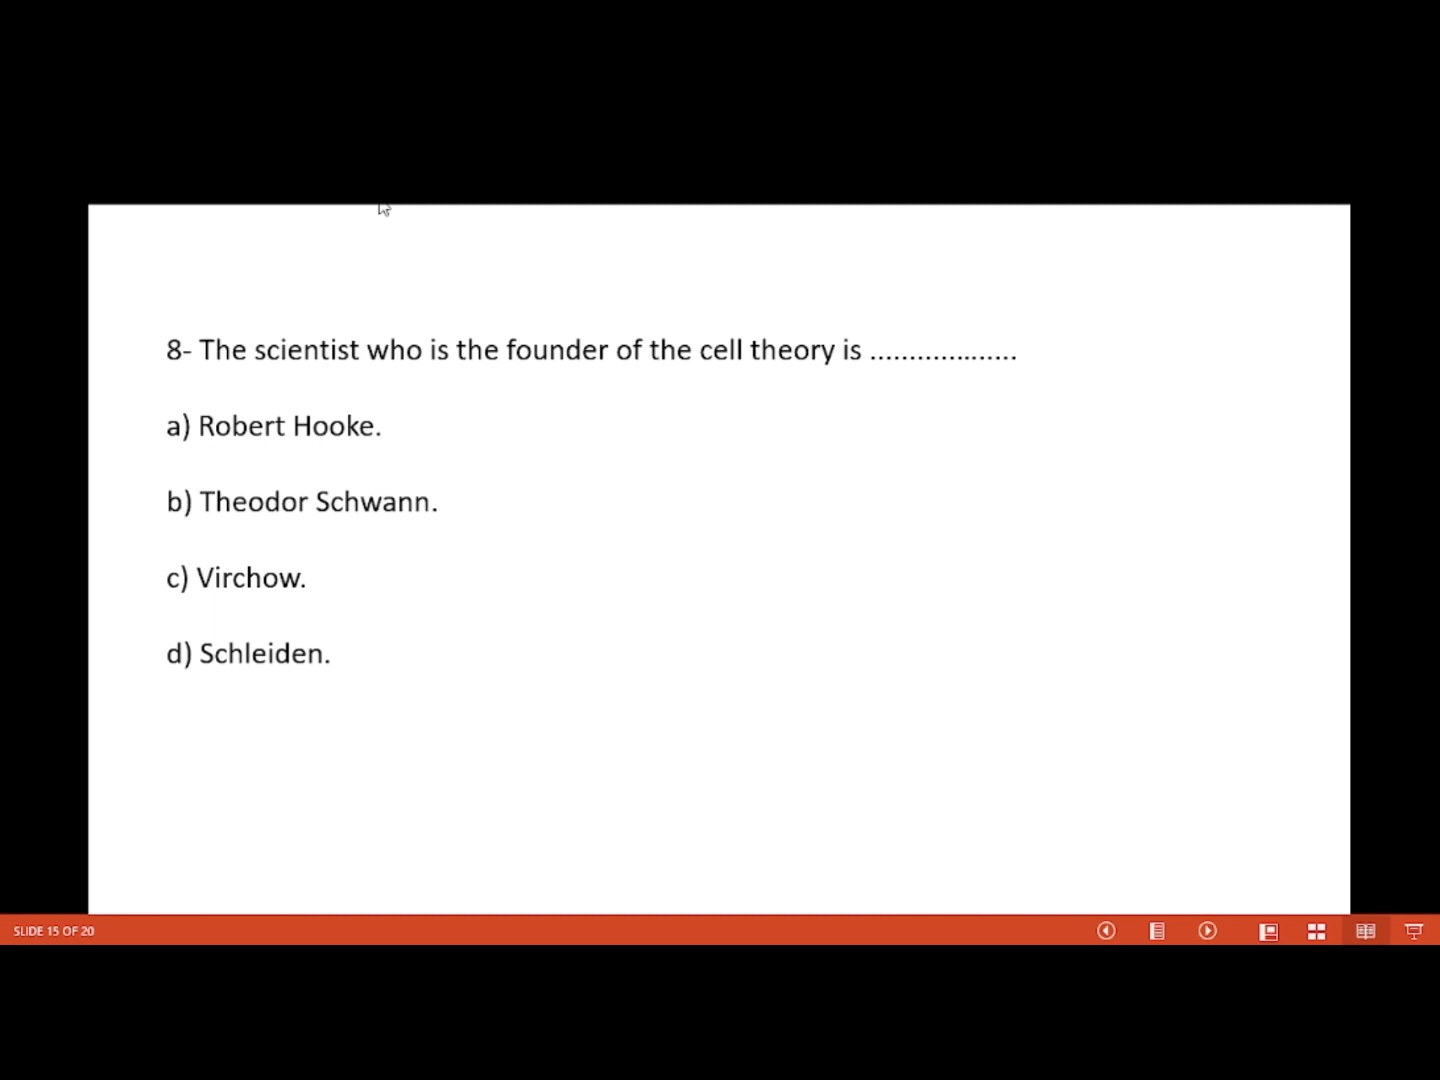 8- The scientist who is the founder of the cell theory is ...................
a) Robert Hooke.
b) Theodor Schwann.
c) Virchow.
d) Schleiden.
SLIDE 15 OF 20